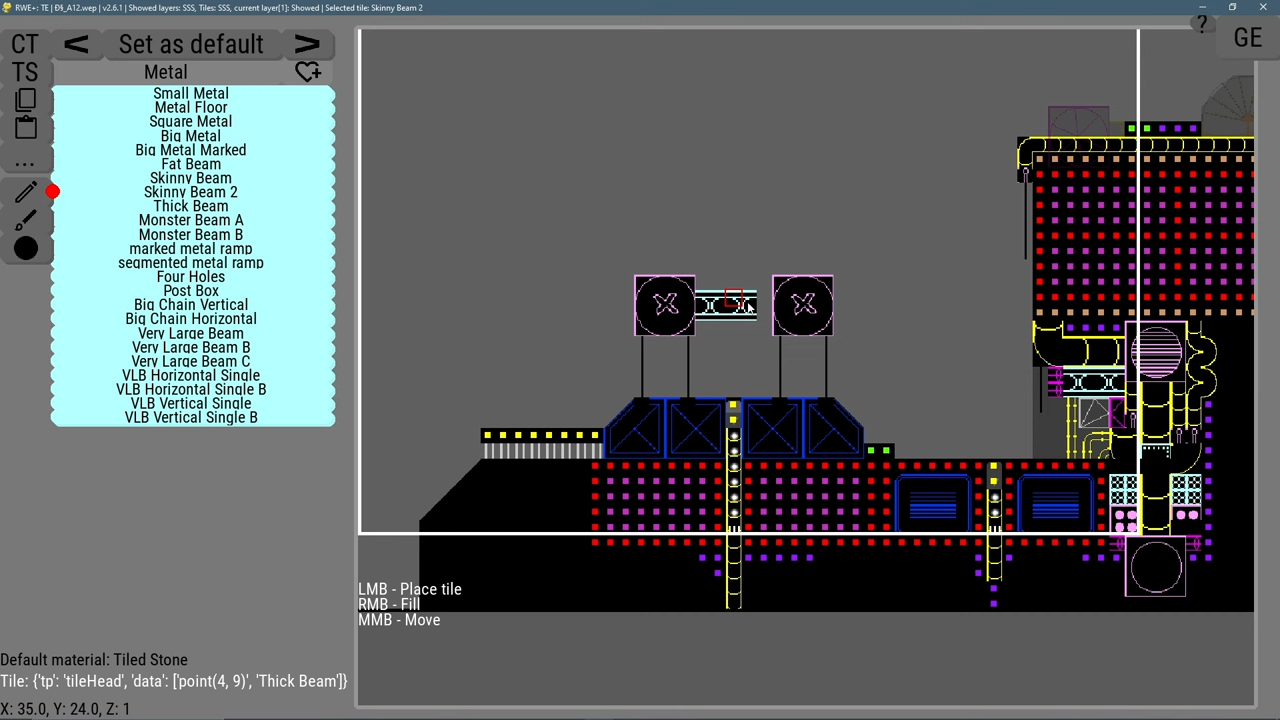 RWE+: TE | Đ§_A12.wep | v2.6.1 | Showed layers: SSS, Tiles: SSS, current layer[1]: Showed | Selected tile: Skinny Beam 2
CT
<
Set as default
>
?
GE
TS
Metal
Small Metal
Metal Floor
Square Metal
Big Metal
Big Metal Marked
...
Fat Beam
Skinny Beam
Skinny Beam 2
Thick Beam
Monster Beam A
Monster Beam B
marked metal ramp
segmented metal ramp
Four Holes
Post Box
Big Chain Vertical
Big Chain Horizontal
Very Large Beam
Very Large Beam B
Very Large Beam C
VLB Horizontal Single
VLB Horizontal Single B
VLB Vertical Single
VLB Vertical Single B
LMB - Place tile
RMB - Fill
MMB - Move
Default material: Tiled Stone
Tile: {'tp': 'tileHead', 'data': ['point(4, 9)', 'Thick Beam']}
X: 35.0, Y: 24.0, Z: 1